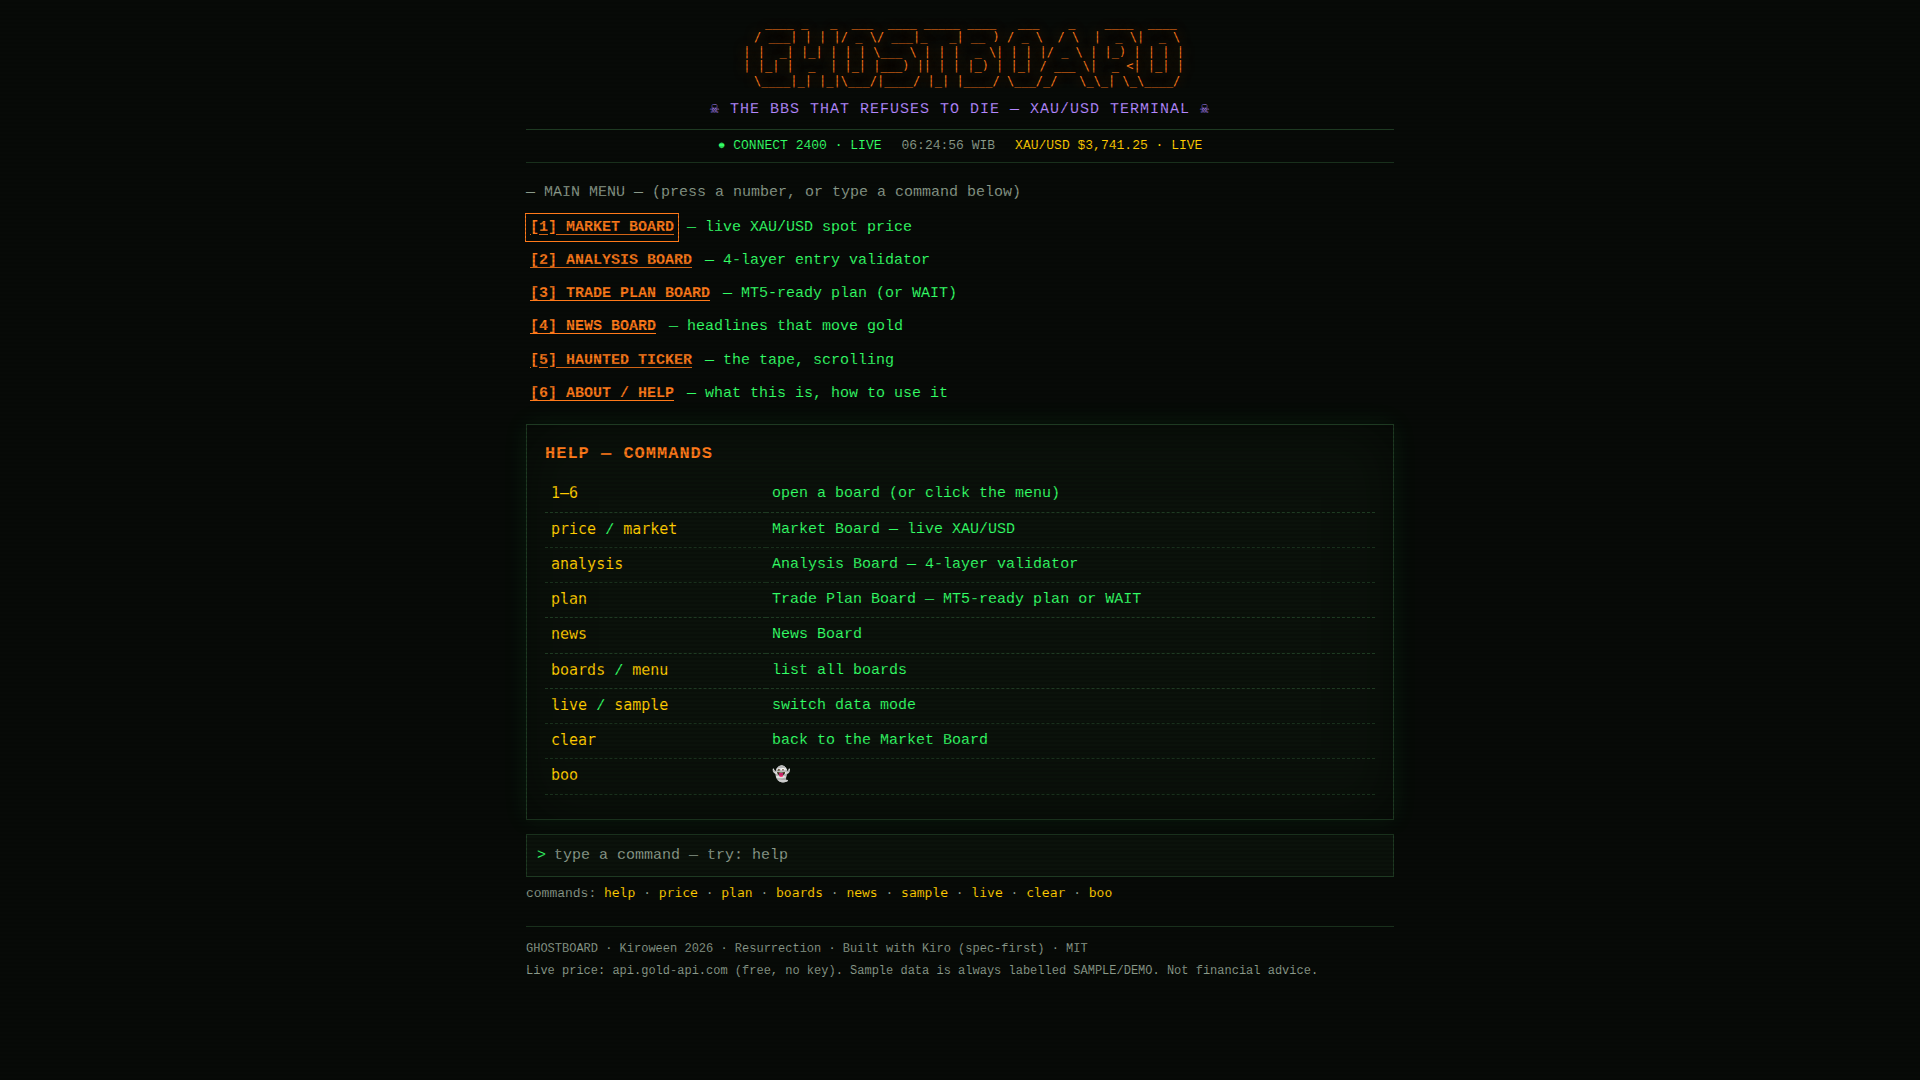 GHOSTBOARD
☠ THE BBS THAT REFUSES TO DIE — XAU/USD TERMINAL ☠
● CONNECT 2400 · LIVE 06:24:56 WIB XAU/USD $3,741.25 · LIVE
— MAIN MENU — (press a number, or type a command below)
[1] MARKET BOARD — live XAU/USD spot price
[2] ANALYSIS BOARD — 4-layer entry validator
[3] TRADE PLAN BOARD — MT5-ready plan (or WAIT)
[4] NEWS BOARD — headlines that move gold
[5] HAUNTED TICKER — the tape, scrolling
[6] ABOUT / HELP — what this is, how to use it
HELP — COMMANDS
1–6 open a board (or click the menu)
price / market Market Board — live XAU/USD
analysis Analysis Board — 4-layer validator
plan Trade Plan Board — MT5-ready plan or WAIT
news News Board
boards / menu list all boards
live / sample switch data mode
clear back to the Market Board
boo 👻
> type a command — try: help
commands: help · price · plan · boards · news · sample · live · clear · boo
GHOSTBOARD · Kiroween 2026 · Resurrection · Built with Kiro (spec-first) · MIT
Live price: api.gold-api.com (free, no key). Sample data is always labelled SAMPLE/DEMO. Not financial advice.